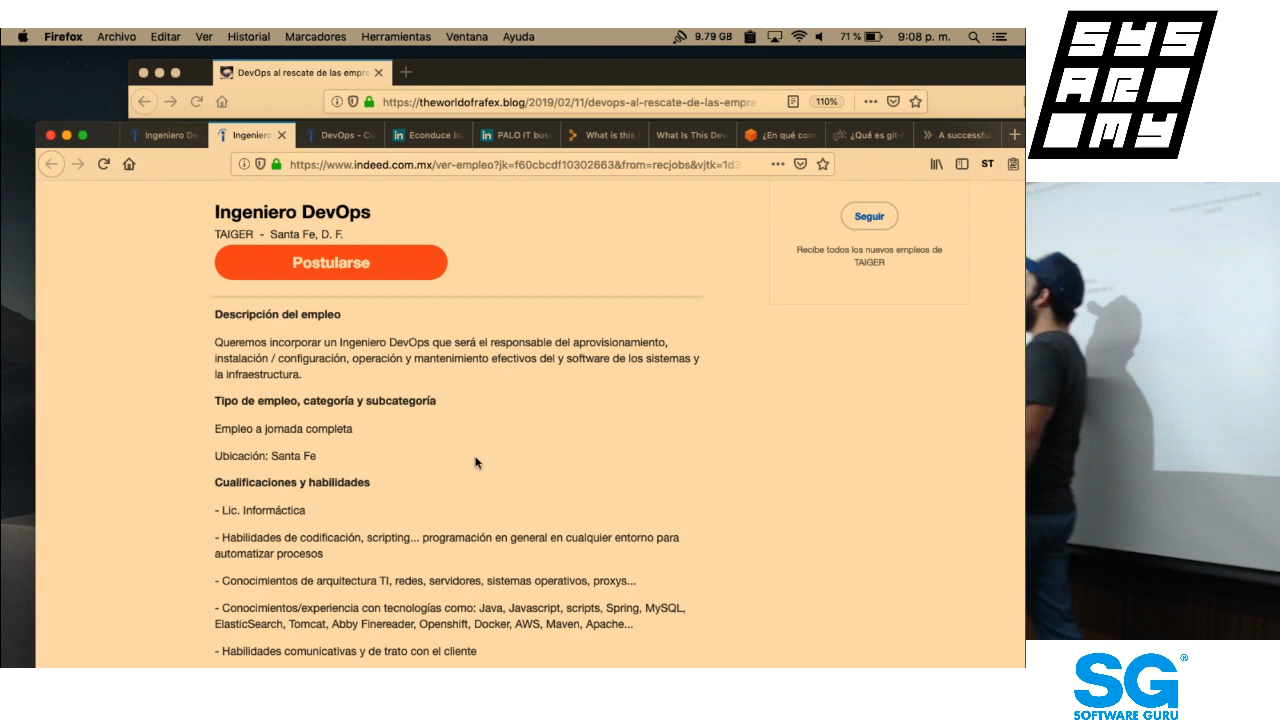 Firefox Archivo Editar Ver Historial Marcadores Herramientas Ventana Ayuda 9.79 GB 71 % 9:08 p. m.
DevOps al rescate de las empr
https://theworldofrafex.blog/2019/02/11/devops-al-rescate-de-las-empre 110%
Ingeniero De Ingeniero DevOps - Cu Econduce bu PALO IT bus What is this What Is This Dev ¿En qué con ¿Qué es git-f A successfu
https://www.indeed.com.mx/ver-empleo?jk=f60cbcdf10302663&from=recjobs&vjtk=1d3 ST
Ingeniero DevOps
TAIGER - Santa Fe, D. F.
Postularse
Seguir
Recibe todos los nuevos empleos de
TAIGER
Descripción del empleo
Queremos incorporar un Ingeniero DevOps que será el responsable del aprovisionamiento,
instalación / configuración, operación y mantenimiento efectivos del y software de los sistemas y
la infraestructura.
Tipo de empleo, categoría y subcategoría
Empleo a jornada completa
Ubicación: Santa Fe
Cualificaciones y habilidades
- Lic. Informáctica
- Habilidades de codificación, scripting... programación en general en cualquier entorno para
automatizar procesos
- Conocimientos de arquitectura TI, redes, servidores, sistemas operativos, proxys...
- Conocimientos/experiencia con tecnologías como: Java, Javascript, scripts, Spring, MySQL,
ElasticSearch, Tomcat, Abby Finereader, Openshift, Docker, AWS, Maven, Apache...
- Habilidades comunicativas y de trato con el cliente
SYS
AR
MY
SG®
SOFTWARE GURU